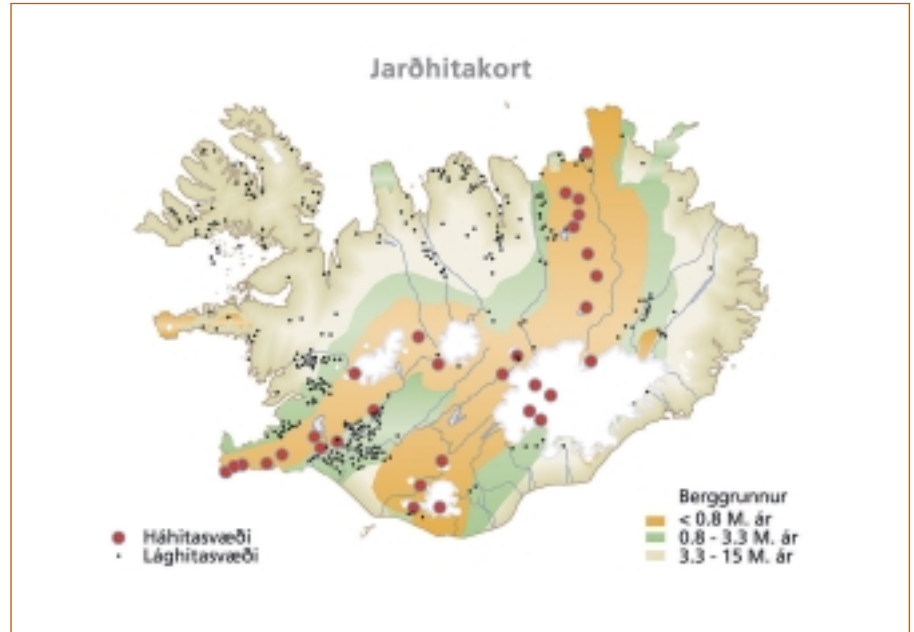 Jarðhitakort
Háhitasvæði
Lághitasvæði
Berggrunnur
< 0.8 M. ár
0.8 - 3.3 M. ár
3.3 - 15 M. ár